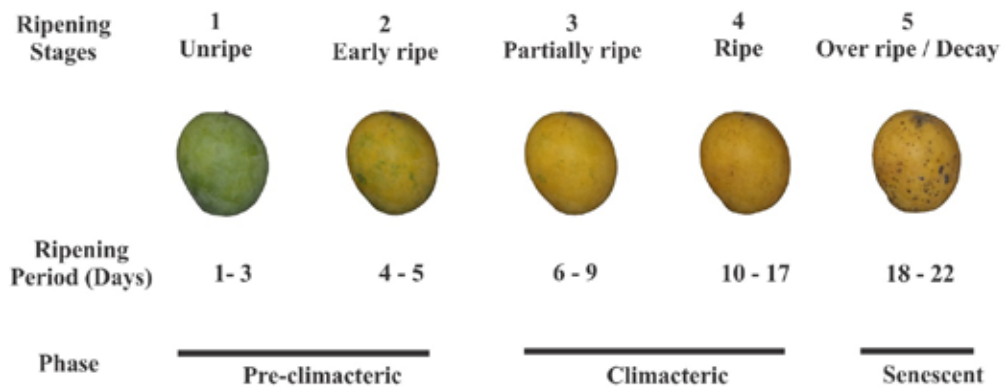 Ripening Stages
1 Unripe
2 Early ripe
3 Partially ripe
4 Ripe
5 Over ripe / Decay
Ripening Period (Days)
1- 3
4 - 5
6 - 9
10 - 17
18 - 22
Phase
Pre-climacteric
Climacteric
Senescent